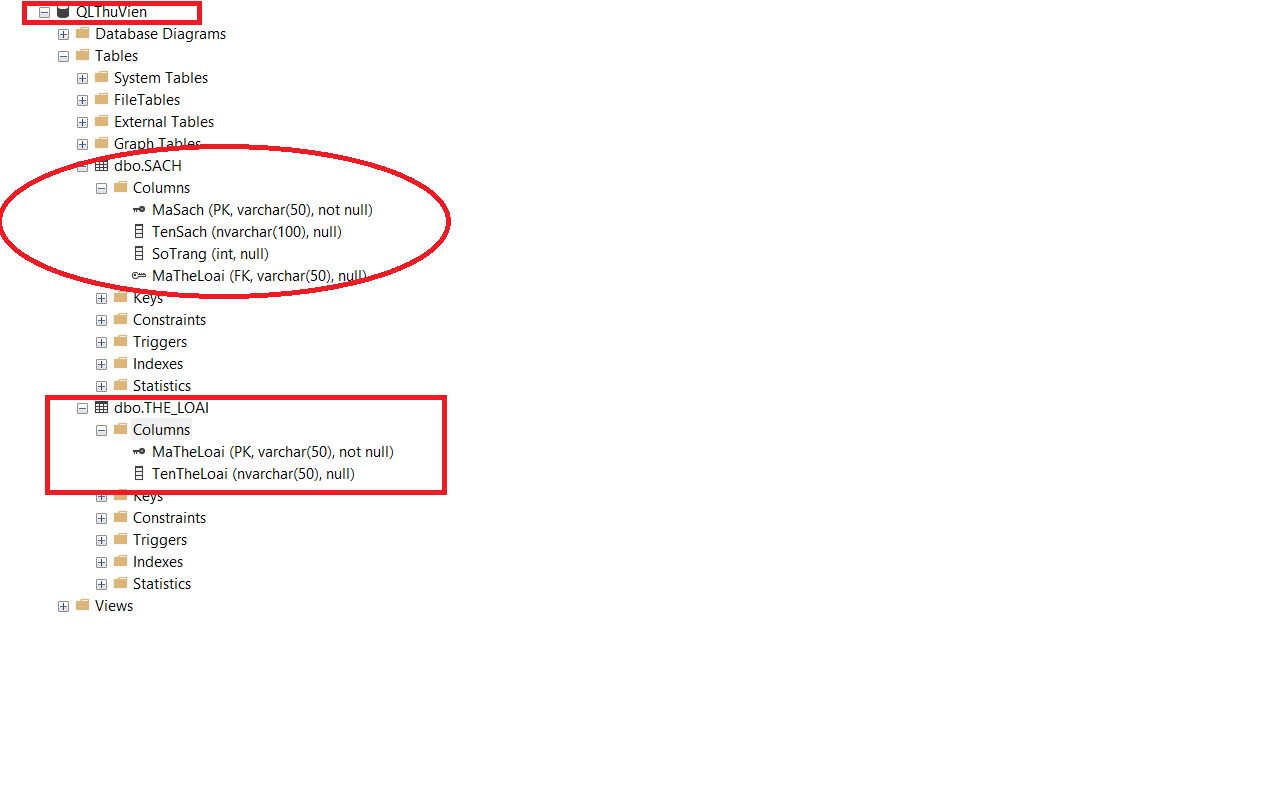 QLThuVien
Database Diagrams
Tables
System Tables
FileTables
External Tables
Graph Tables
dbo.SACH
Columns
MaSach (PK, varchar(50), not null)
TenSach (nvarchar(100), null)
SoTrang (int, null)
MaTheLoai (FK, varchar(50), null)
Keys
Constraints
Triggers
Indexes
Statistics
dbo.THE_LOAI
Columns
MaTheLoai (PK, varchar(50), not null)
TenTheLoai (nvarchar(50), null)
Keys
Constraints
Triggers
Indexes
Statistics
Views